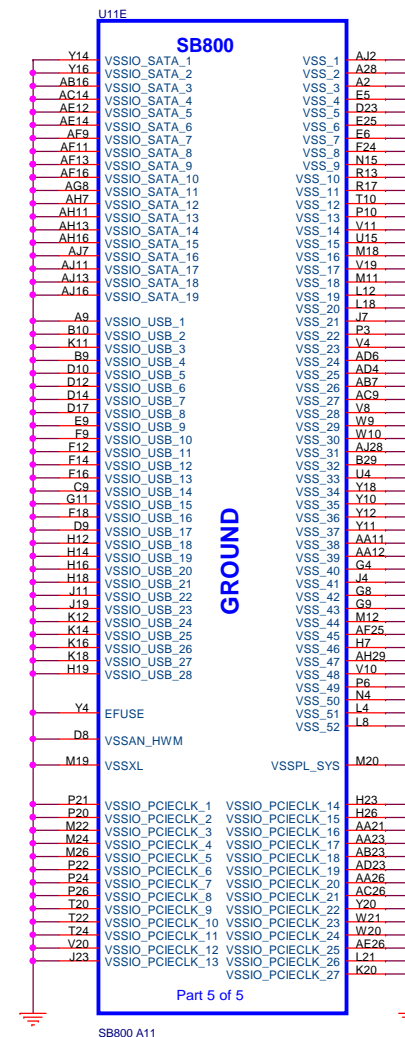 U11E
SB800
Y14 VSSIO_SATA_1 VSS_1 AJ2
Y16 VSSIO_SATA_2 VSS_2 A28
AB16 VSSIO_SATA_3 VSS_3 A2
AC14 VSSIO_SATA_4 VSS_4 E5
AE12 VSSIO_SATA_5 VSS_5 D23
AE14 VSSIO_SATA_6 VSS_6 E25
AF9 VSSIO_SATA_7 VSS_7 E6
AF11 VSSIO_SATA_8 VSS_8 F24
AF13 VSSIO_SATA_9 VSS_9 N15
AF16 VSSIO_SATA_10 VSS_10 R13
AG8 VSSIO_SATA_11 VSS_11 R17
AH7 VSSIO_SATA_12 VSS_12 T10
AH11 VSSIO_SATA_13 VSS_13 P10
AH13 VSSIO_SATA_14 VSS_14 V11
AH16 VSSIO_SATA_15 VSS_15 U15
AJ7 VSSIO_SATA_16 VSS_16 M18
AJ11 VSSIO_SATA_17 VSS_17 V19
AJ13 VSSIO_SATA_18 VSS_18 M11
AJ16 VSSIO_SATA_19 VSS_19 L12
VSS_20 L18
A9 VSSIO_USB_1 VSS_21 J7
B10 VSSIO_USB_2 VSS_22 P3
K11 VSSIO_USB_3 VSS_23 V4
B9 VSSIO_USB_4 VSS_24 AD6
D10 VSSIO_USB_5 VSS_25 AD4
D12 VSSIO_USB_6 VSS_26 AB7
D14 VSSIO_USB_7 VSS_27 AC9
D17 VSSIO_USB_8 VSS_28 V8
E9 VSSIO_USB_9 VSS_29 W9
F9 VSSIO_USB_10 VSS_30 W10
F12 VSSIO_USB_11 VSS_31 AJ28
F14 VSSIO_USB_12 VSS_32 B29
F16 VSSIO_USB_13 VSS_33 U4
C9 VSSIO_USB_14 VSS_34 Y18
G11 VSSIO_USB_15 VSS_35 Y10
F18 VSSIO_USB_16 VSS_36 Y12
D9 VSSIO_USB_17 VSS_37 Y11
H12 VSSIO_USB_18 VSS_38 AA11
H14 VSSIO_USB_19 VSS_39 AA12
H16 VSSIO_USB_20 VSS_40 G4
H18 VSSIO_USB_21 VSS_41 J4
J11 VSSIO_USB_22 VSS_42 G8
J19 VSSIO_USB_23 VSS_43 G9
K12 VSSIO_USB_24 VSS_44 M12
K14 VSSIO_USB_25 VSS_45 AF25
K16 VSSIO_USB_26 VSS_46 H7
K18 VSSIO_USB_27 VSS_47 AH29
H19 VSSIO_USB_28 VSS_48 V10
VSS_49 P6
VSS_50 N4
Y4 EFUSE VSS_51 L4
VSS_52 L8
D8 VSSAN_HWM
M19 VSSXL VSSPL_SYS M20
GROUND
P21 VSSIO_PCIECLK_1 VSSIO_PCIECLK_14 H23
P20 VSSIO_PCIECLK_2 VSSIO_PCIECLK_15 H26
M22 VSSIO_PCIECLK_3 VSSIO_PCIECLK_16 AA21
M24 VSSIO_PCIECLK_4 VSSIO_PCIECLK_17 AA23
M26 VSSIO_PCIECLK_5 VSSIO_PCIECLK_18 AB23
P22 VSSIO_PCIECLK_6 VSSIO_PCIECLK_19 AD23
P24 VSSIO_PCIECLK_7 VSSIO_PCIECLK_20 AA26
P26 VSSIO_PCIECLK_8 VSSIO_PCIECLK_21 AC26
T20 VSSIO_PCIECLK_9 VSSIO_PCIECLK_22 Y20
T22 VSSIO_PCIECLK_10 VSSIO_PCIECLK_23 W21
T24 VSSIO_PCIECLK_11 VSSIO_PCIECLK_24 W20
V20 VSSIO_PCIECLK_12 VSSIO_PCIECLK_25 AE26
J23 VSSIO_PCIECLK_13 VSSIO_PCIECLK_26 L21
VSSIO_PCIECLK_27 K20
Part 5 of 5
SB800 A11